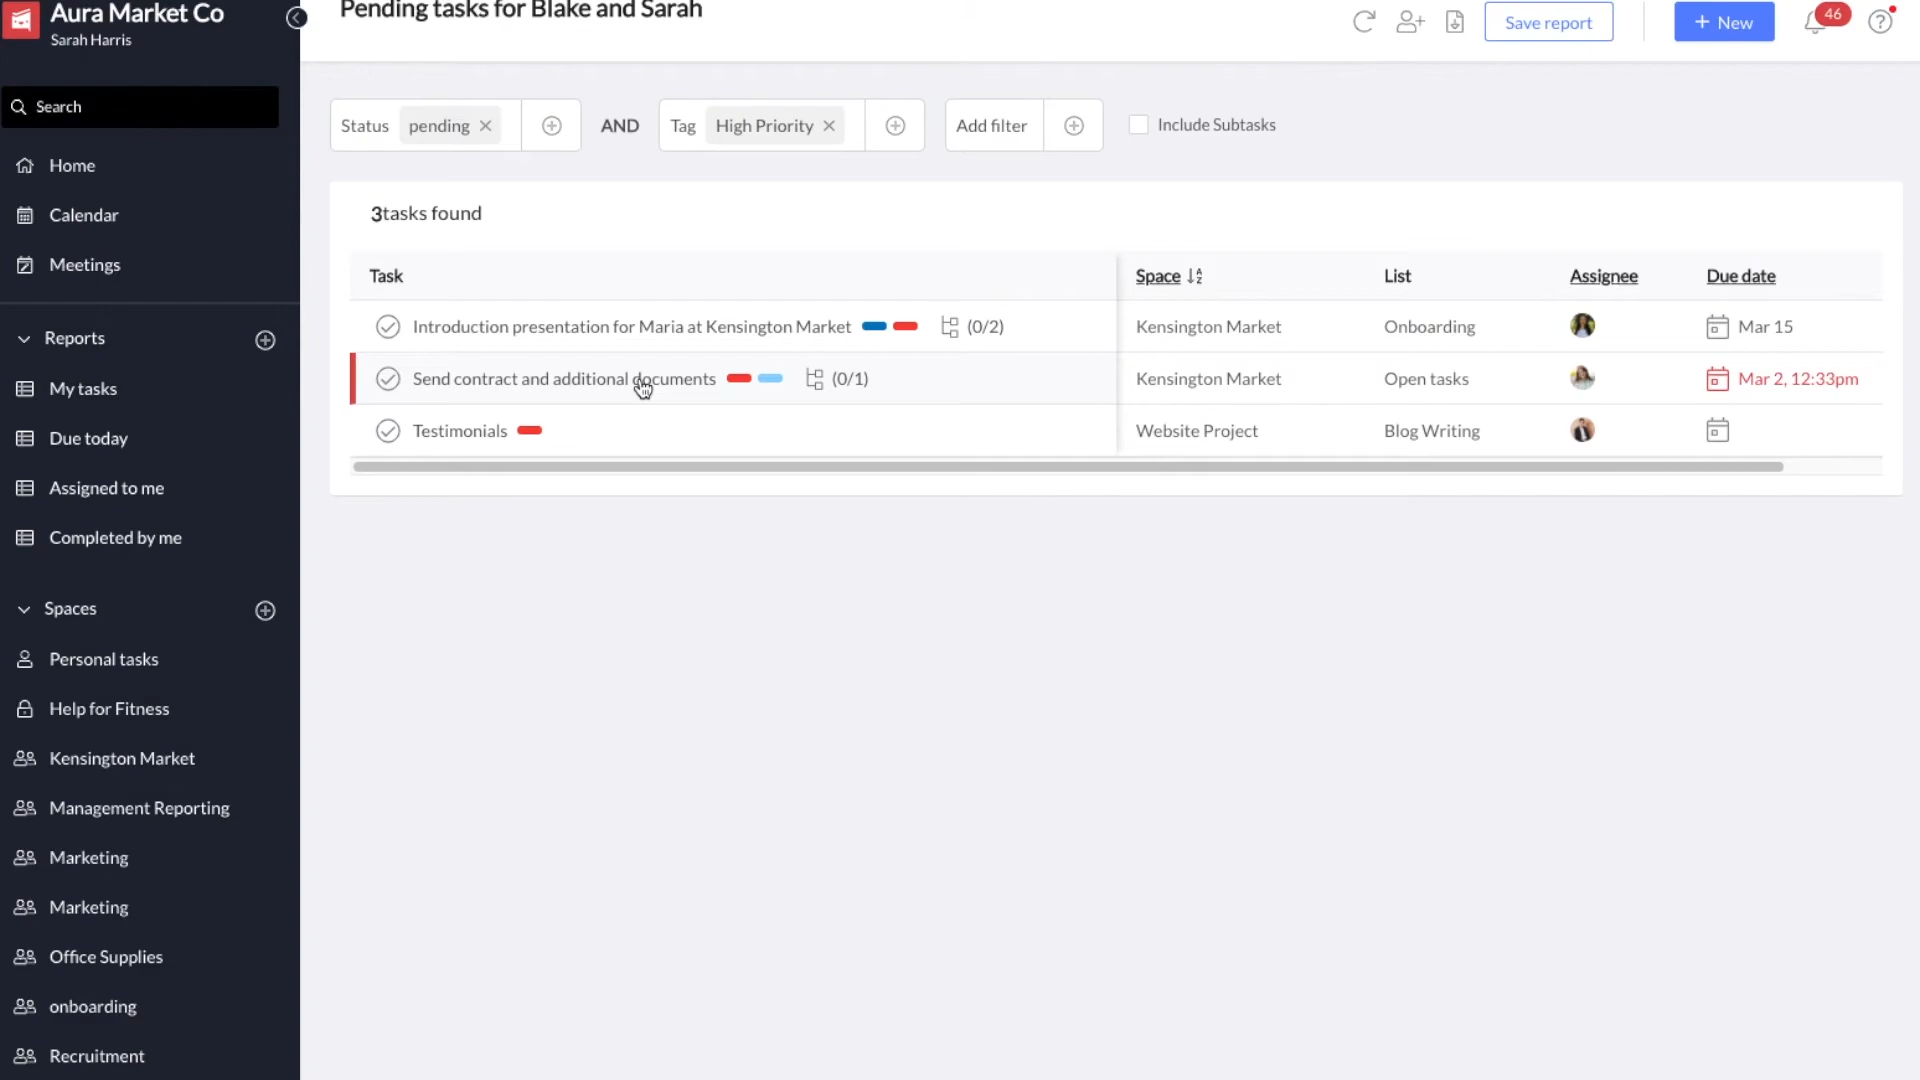 Aura Market Co
Sarah Harris
Search
Home
Calendar
Meetings
Reports
My tasks
Due today
Assigned to me
Completed by me
Spaces
Personal tasks
Help for Fitness
Kensington Market
Management Reporting
Marketing
Marketing
Office Supplies
onboarding
Recruitment
Pending tasks for Blake and Sarah
Save report
+ New
46
?
Status pending × AND Tag High Priority × Add filter Include Subtasks
3tasks found
Task Space List Assignee Due date
Introduction presentation for Maria at Kensington Market (0/2) Kensington Market Onboarding Mar 15
Send contract and additional documents (0/1) Kensington Market Open tasks Mar 2, 12:33pm
Testimonials Website Project Blog Writing